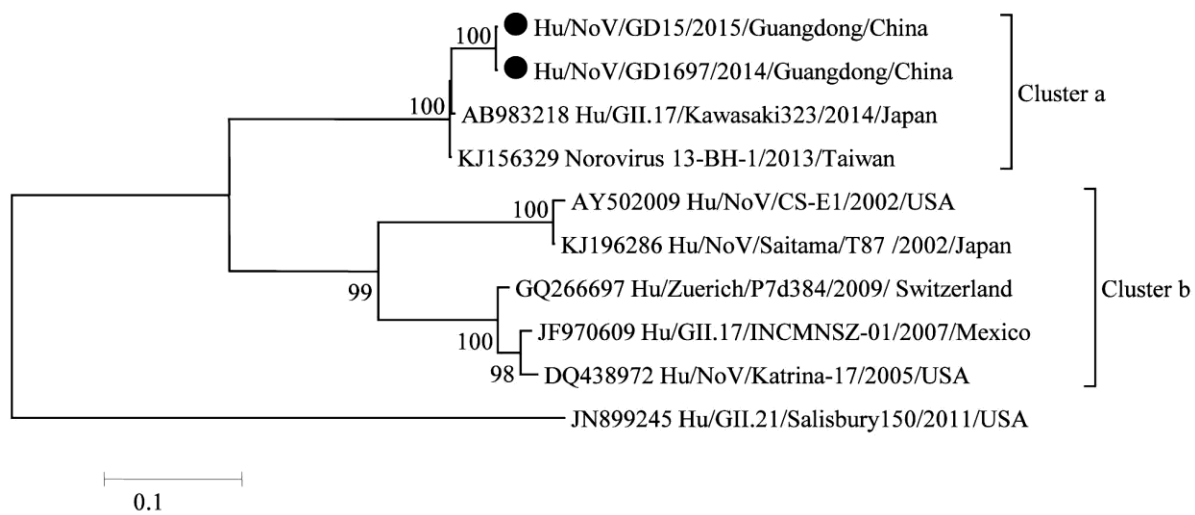 100
Hu/NoV/GD15/2015/Guangdong/China
Hu/NoV/GD1697/2014/Guangdong/China
Cluster a
100
AB983218 Hu/GII.17/Kawasaki323/2014/Japan
KJ156329 Norovirus 13-BH-1/2013/Taiwan
100
AY502009 Hu/NoV/CS-E1/2002/USA
KJ196286 Hu/NoV/Saitama/T87 /2002/Japan
99
GQ266697 Hu/Zuerich/P7d384/2009/ Switzerland
Cluster b
100
JF970609 Hu/GII.17/INCMNSZ-01/2007/Mexico
98
DQ438972 Hu/NoV/Katrina-17/2005/USA
JN899245 Hu/GII.21/Salisbury150/2011/USA
0.1